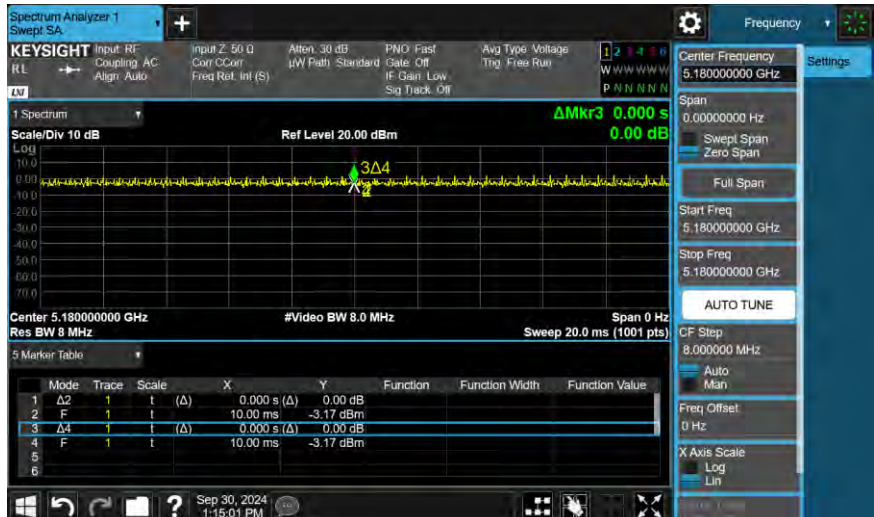 Spectrum Analyzer 1
Swept SA
+
Frequency
KEYSIGHT Input: RF Input Z: 50 Ω Atten: 30 dB PNO: Fast Avg Type: Voltage 1 2 3 4 5 6
RL Coupling: AC Corr CCorr µW Path: Standard Gate: Off Trig: Free Run W W W W W W
Align: Auto Freq Ref: Int (S) IF Gain: Low
LXI Sig Track: Off P N N N N N
Center Frequency
5.180000000 GHz
Settings
Span
0.00000000 Hz
Swept Span
Zero Span
Full Span
Start Freq
5.180000000 GHz
Stop Freq
5.180000000 GHz
AUTO TUNE
CF Step
8.000000 MHz
Auto
Man
Freq Offset
0 Hz
X Axis Scale
Log
Lin
1 Spectrum
ΔMkr3 0.000 s
Scale/Div 10 dB Ref Level 20.00 dBm 0.00 dB
Log
10.0
0.00
-10.0
-20.0
-30.0
-40.0
-50.0
-60.0
-70.0
3Δ4
Center 5.180000000 GHz #Video BW 8.0 MHz Span 0 Hz
Res BW 8 MHz Sweep 20.0 ms (1001 pts)
5 Marker Table
Mode Trace Scale X Y Function Function Width Function Value
1 Δ2 1 t (Δ) 0.000 s (Δ) 0.00 dB
2 F 1 t 10.00 ms -3.17 dBm
3 Δ4 1 t (Δ) 0.000 s (Δ) 0.00 dB
4 F 1 t 10.00 ms -3.17 dBm
5
6
? Sep 30, 2024
1:15:01 PM